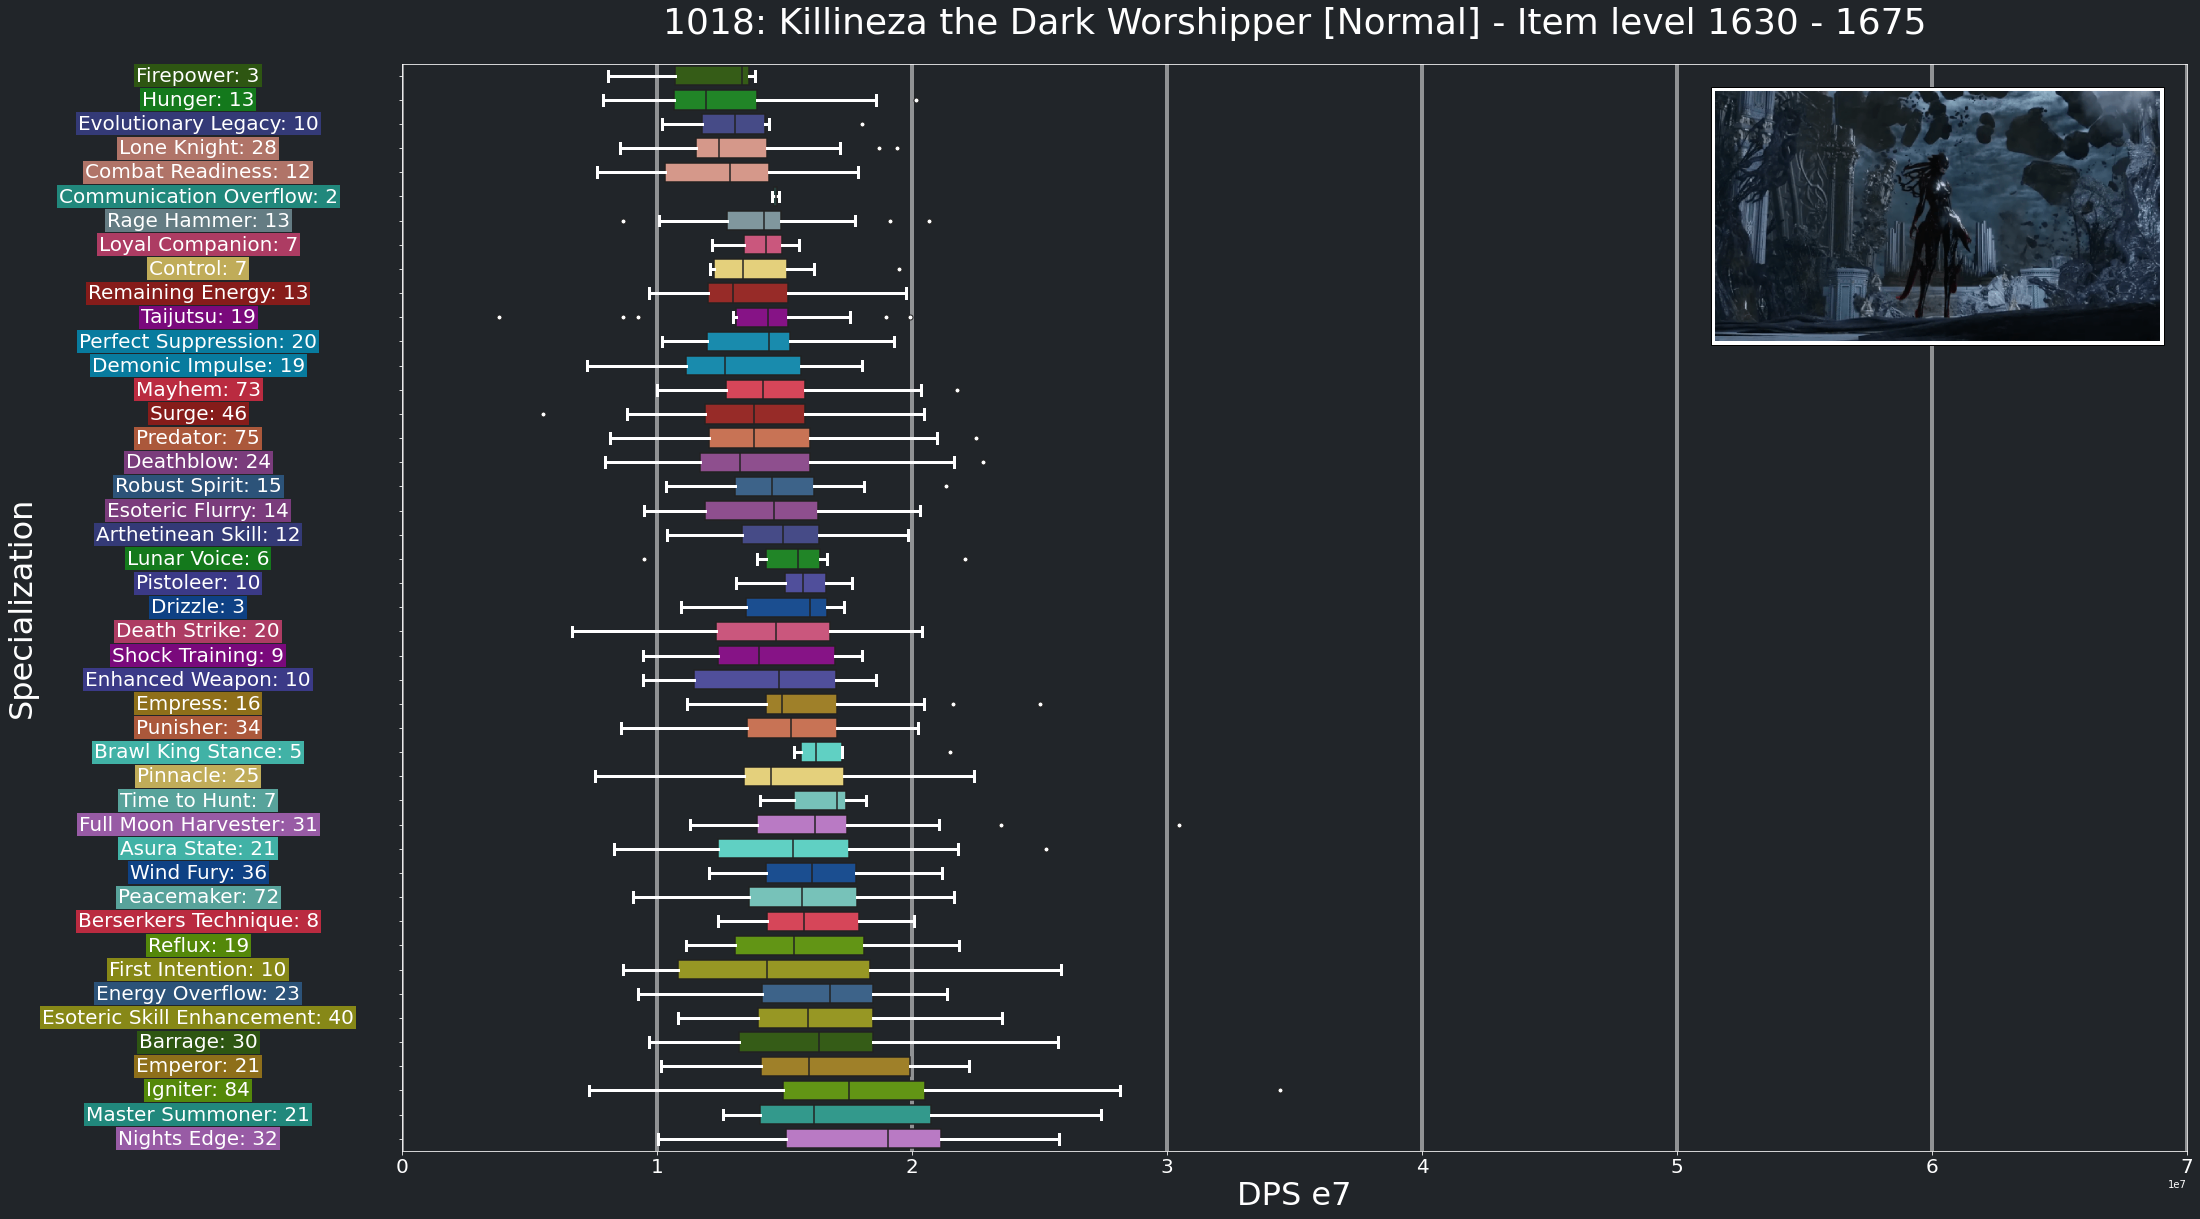 1018: Killineza the Dark Worshipper [Normal] - Item level 1630 - 1675
Specialization
Firepower: 3
Hunger: 13
Evolutionary Legacy: 10
Lone Knight: 28
Combat Readiness: 12
Communication Overflow: 2
Rage Hammer: 13
Loyal Companion: 7
Control: 7
Remaining Energy: 13
Taijutsu: 19
Perfect Suppression: 20
Demonic Impulse: 19
Mayhem: 73
Surge: 46
Predator: 75
Deathblow: 24
Robust Spirit: 15
Esoteric Flurry: 14
Arthetinean Skill: 12
Lunar Voice: 6
Pistoleer: 10
Drizzle: 3
Death Strike: 20
Shock Training: 9
Enhanced Weapon: 10
Empress: 16
Punisher: 34
Brawl King Stance: 5
Pinnacle: 25
Time to Hunt: 7
Full Moon Harvester: 31
Asura State: 21
Wind Fury: 36
Peacemaker: 72
Berserkers Technique: 8
Reflux: 19
First Intention: 10
Energy Overflow: 23
Esoteric Skill Enhancement: 40
Barrage: 30
Emperor: 21
Igniter: 84
Master Summoner: 21
Nights Edge: 32
0 1 2 3 4 5 6 7
1e7
DPS e7